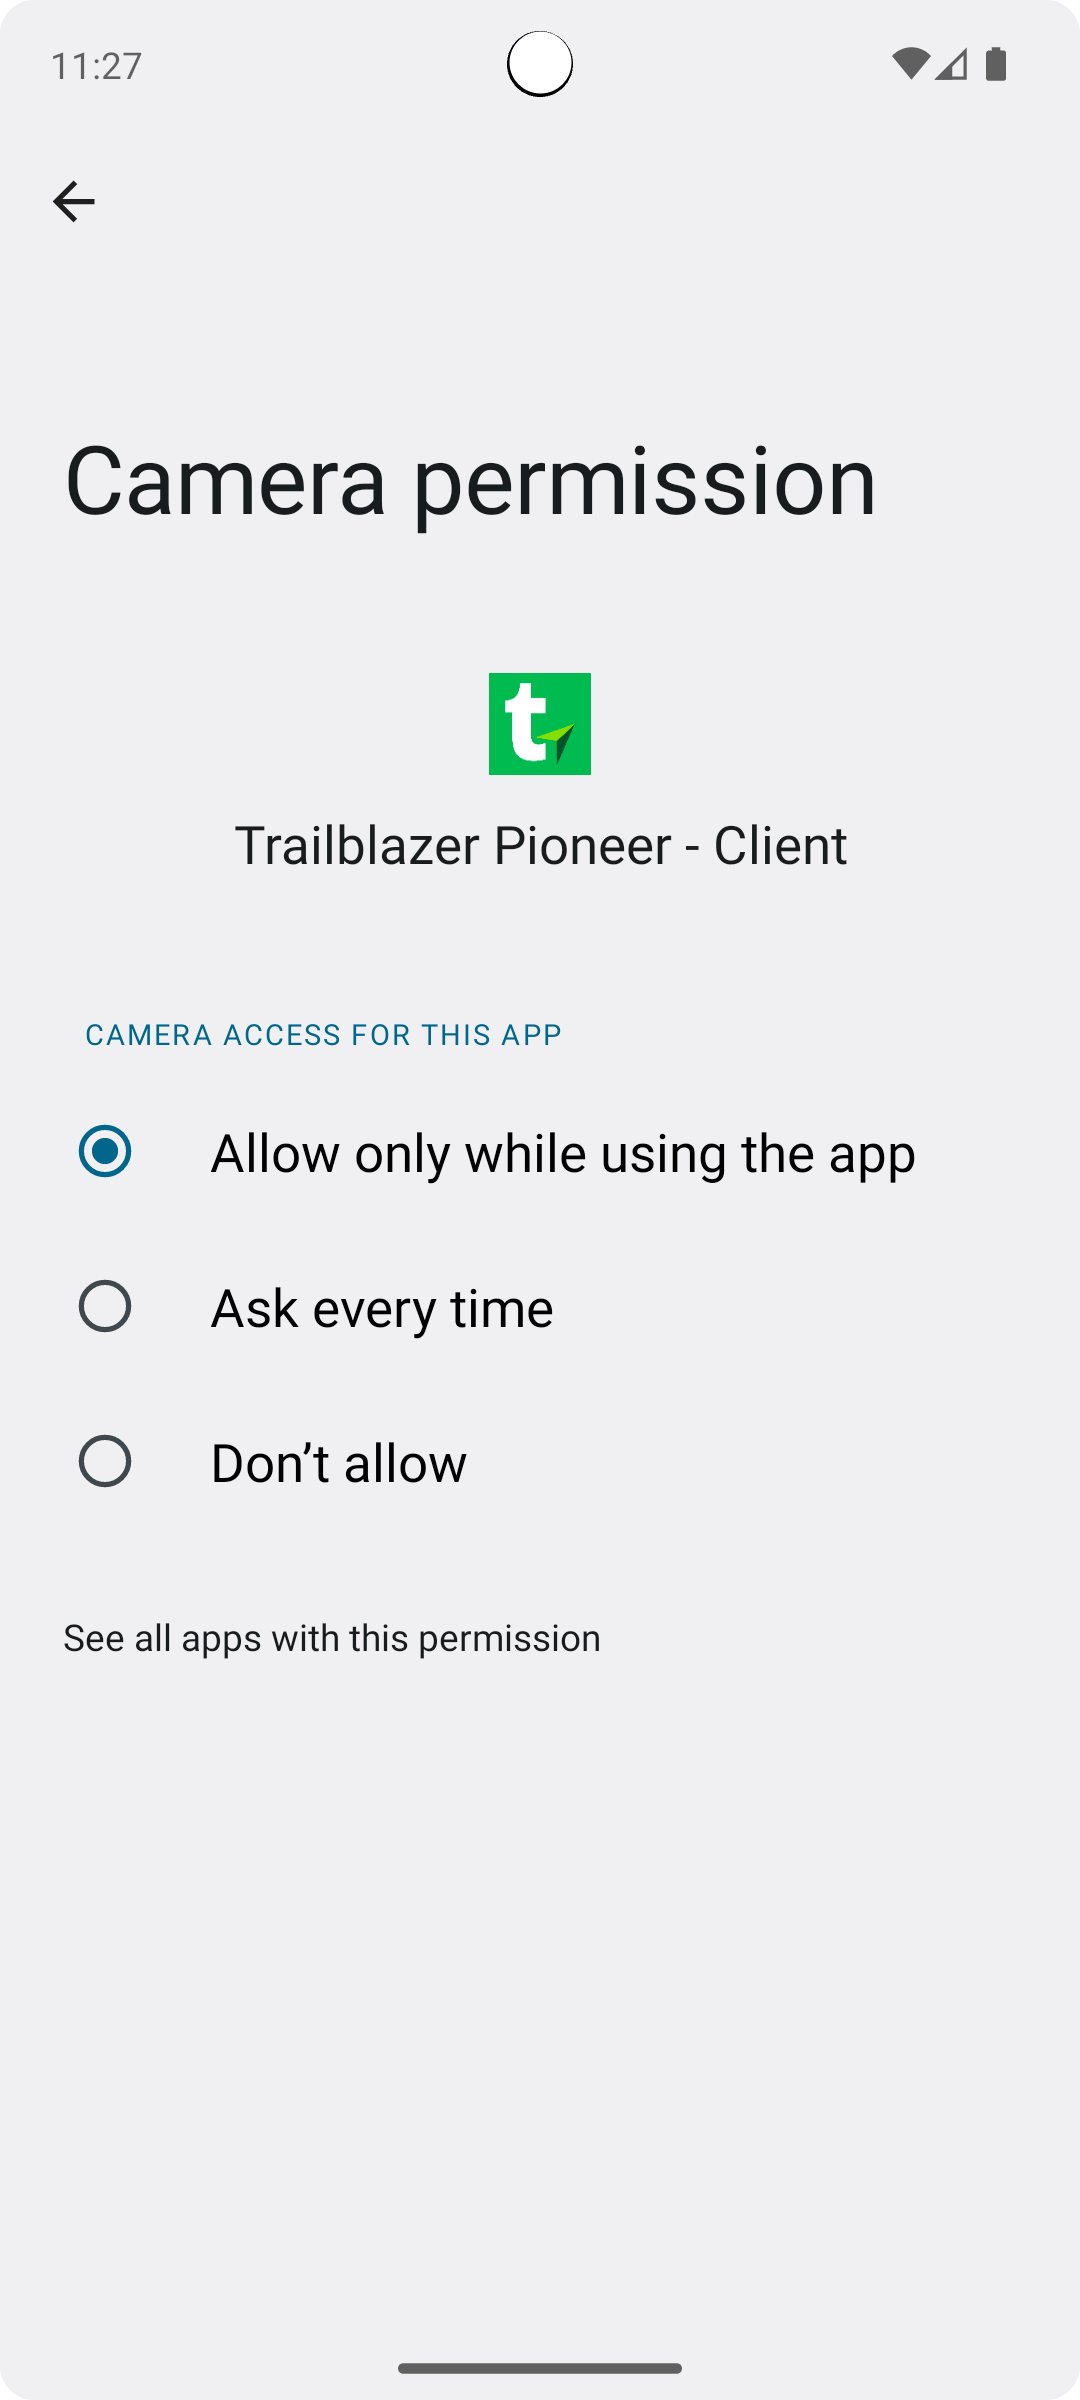 11:27
Camera permission
t
Trailblazer Pioneer - Client
CAMERA ACCESS FOR THIS APP
Allow only while using the app
Ask every time
Don’t allow
See all apps with this permission